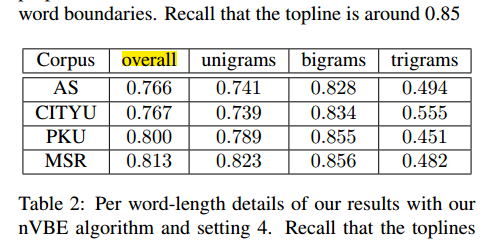 word boundaries. Recall that the topline is around 0.85
Corpus overall unigrams bigrams trigrams
AS 0.766 0.741 0.828 0.494
CITYU 0.767 0.739 0.834 0.555
PKU 0.800 0.789 0.855 0.451
MSR 0.813 0.823 0.856 0.482
Table 2: Per word-length details of our results with our
nVBE algorithm and setting 4. Recall that the toplines